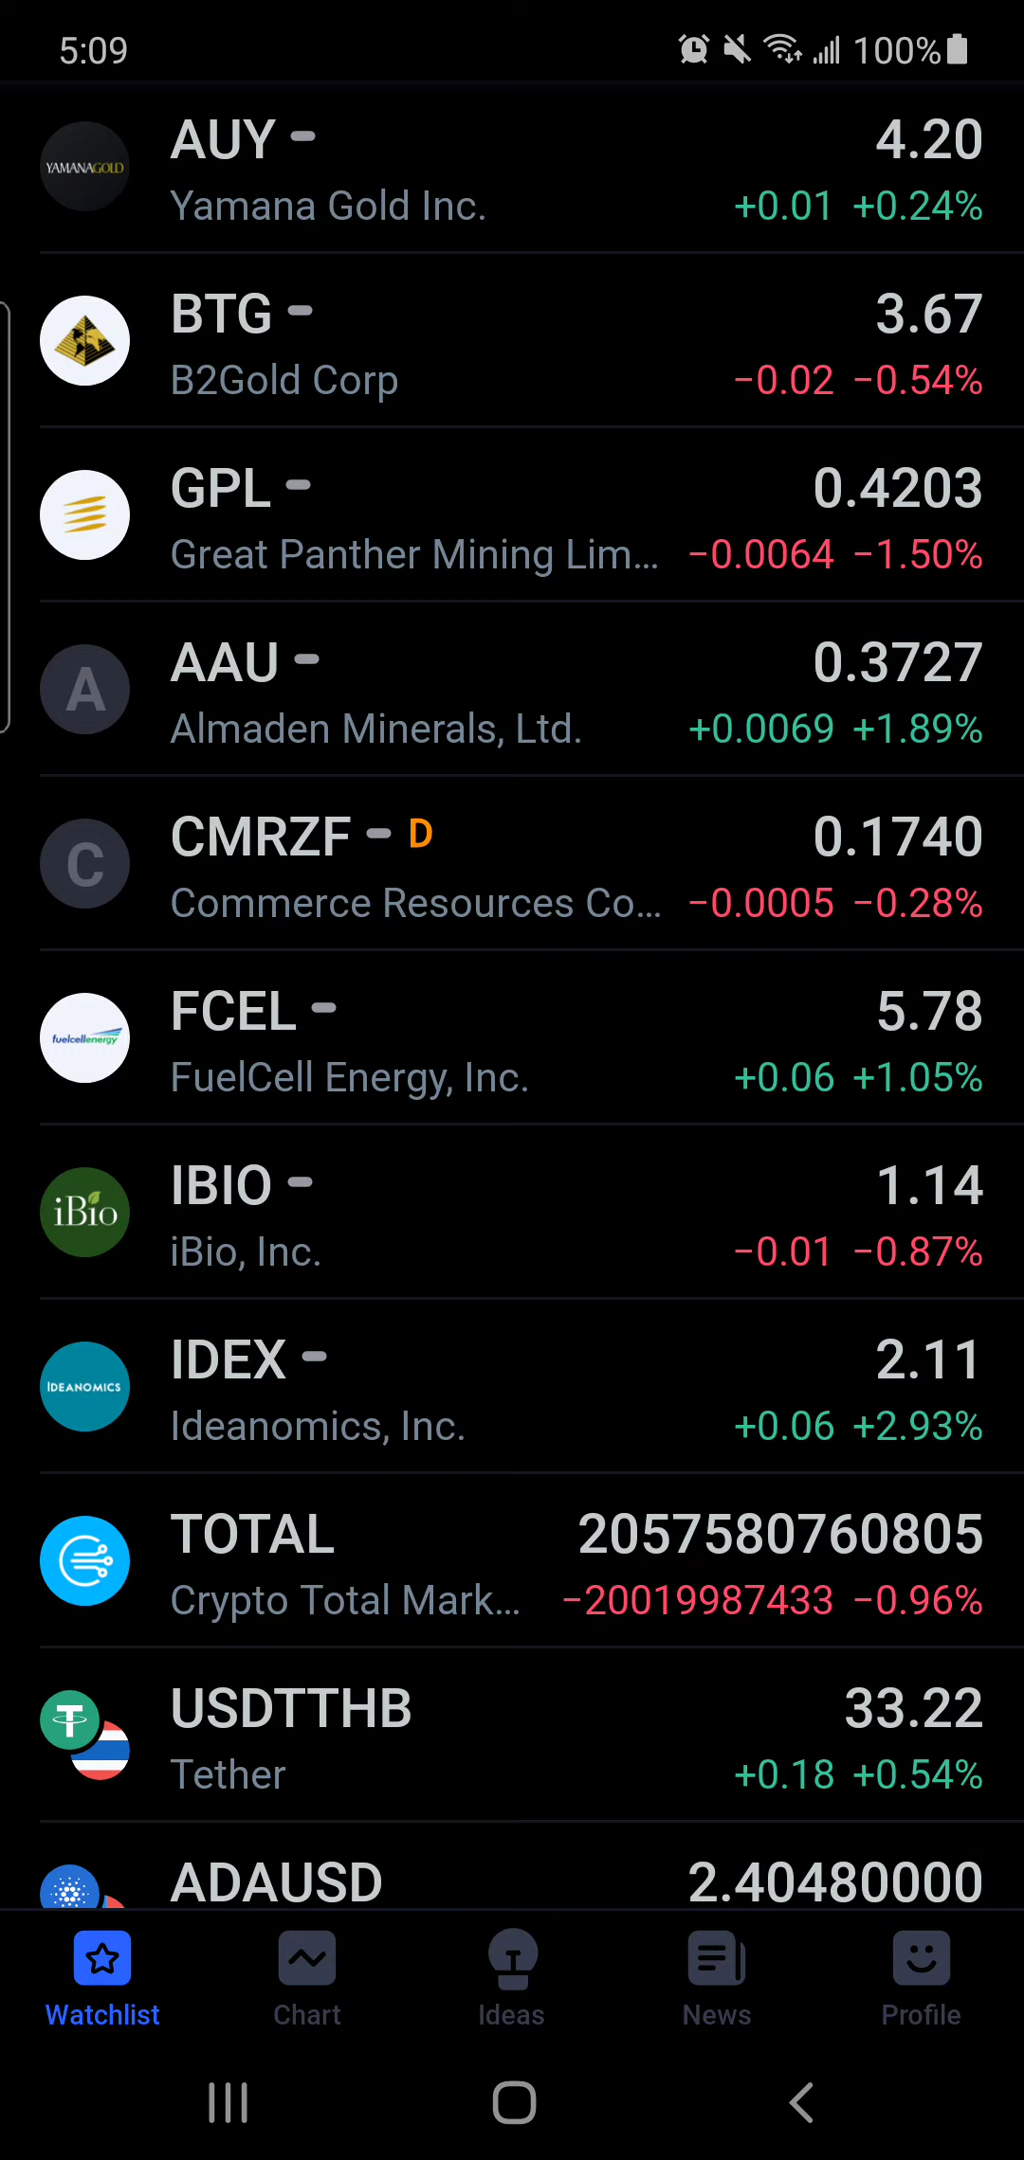 5:09 100%
YAMANAGOLD
AUY 4.20
Yamana Gold Inc. +0.01 +0.24%
BTG 3.67
B2Gold Corp −0.02 −0.54%
GPL 0.4203
Great Panther Mining Lim... −0.0064 −1.50%
A
AAU 0.3727
Almaden Minerals, Ltd. +0.0069 +1.89%
C
CMRZF D 0.1740
Commerce Resources Co... −0.0005 −0.28%
fuelcellenergy
FCEL 5.78
FuelCell Energy, Inc. +0.06 +1.05%
iBio
IBIO 1.14
iBio, Inc. −0.01 −0.87%
IDEANOMICS
IDEX 2.11
Ideanomics, Inc. +0.06 +2.93%
TOTAL 2057580760805
Crypto Total Mark... −20019987433 −0.96%
USDTTHB 33.22
Tether +0.18 +0.54%
ADAUSD 2.40480000
Watchlist Chart Ideas News Profile